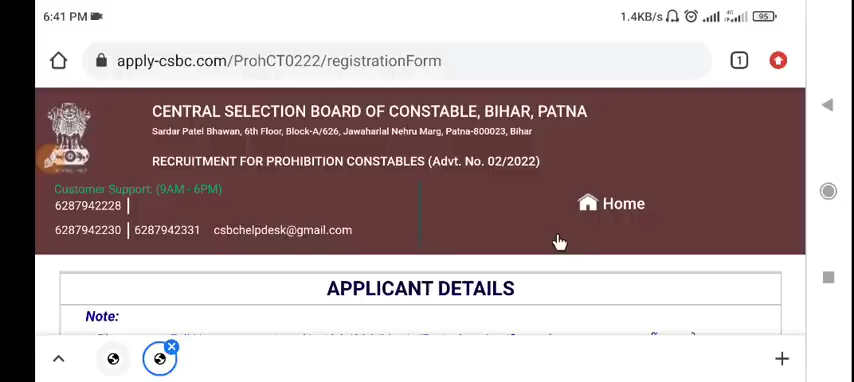 6:41 PM
1.4KB/s 4G 95
apply-csbc.com/ProhCT0222/registrationForm
1
CENTRAL SELECTION BOARD OF CONSTABLE, BIHAR, PATNA
Sardar Patel Bhawan, 6th Floor, Block-A/626, Jawaharlal Nehru Marg, Patna-800023, Bihar
RECRUITMENT FOR PROHIBITION CONSTABLES (Advt. No. 02/2022)
Customer Support: (9AM - 6PM)
6287942228 |
Home
6287942230 | 6287942331 csbchelpdesk@gmail.com
APPLICANT DETAILS
Note: